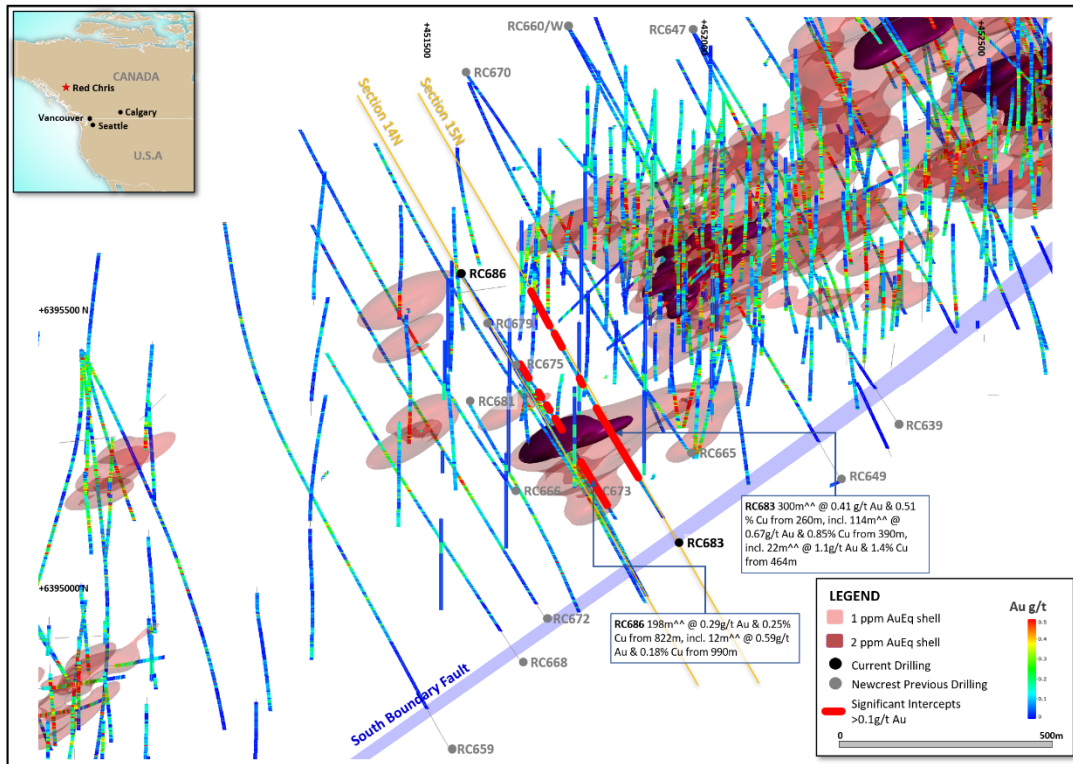 CANADA
Red Chris
Calgary
Vancouver
Seattle
U.S.A
RC660/W
RC647
+451500
+452000
+452500
RC670
Section 14N
Section 15N
RC686
+6395500 N
RC679
RC675
RC681
RC639
RC665
RC649
RC666
RC673
RC683 300m^^ @ 0.41 g/t Au & 0.51
% Cu from 260m, incl. 114m^^ @
0.67g/t Au & 0.85% Cu from 390m,
incl. 22m^^ @ 1.1g/t Au & 1.4% Cu
from 464m
RC683
+6395000 N
RC686 198m^^ @ 0.29g/t Au & 0.25%
Cu from 822m, incl. 12m^^ @ 0.59g/t
Au & 0.18% Cu from 990m
RC672
RC668
South Boundary Fault
RC659
LEGEND
1 ppm AuEq shell
2 ppm AuEq shell
Current Drilling
Newcrest Previous Drilling
Significant Intercepts
>0.1g/t Au
Au g/t
0.5
0.4
0.3
0.2
0.1
0
0
500m